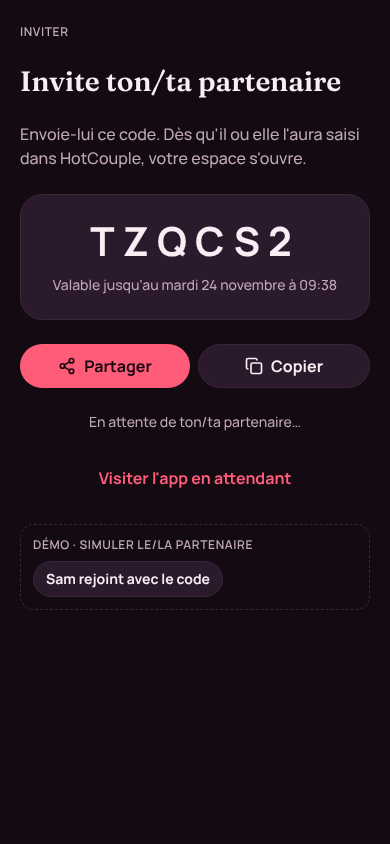 INVITER
Invite ton/ta partenaire
Envoie-lui ce code. Dès qu'il ou elle l'aura saisi
dans HotCouple, votre espace s'ouvre.
TZQCS2
Valable jusqu'au mardi 24 novembre à 09:38
Partager
Copier
En attente de ton/ta partenaire…
Visiter l'app en attendant
DÉMO · SIMULER LE/LA PARTENAIRE
Sam rejoint avec le code